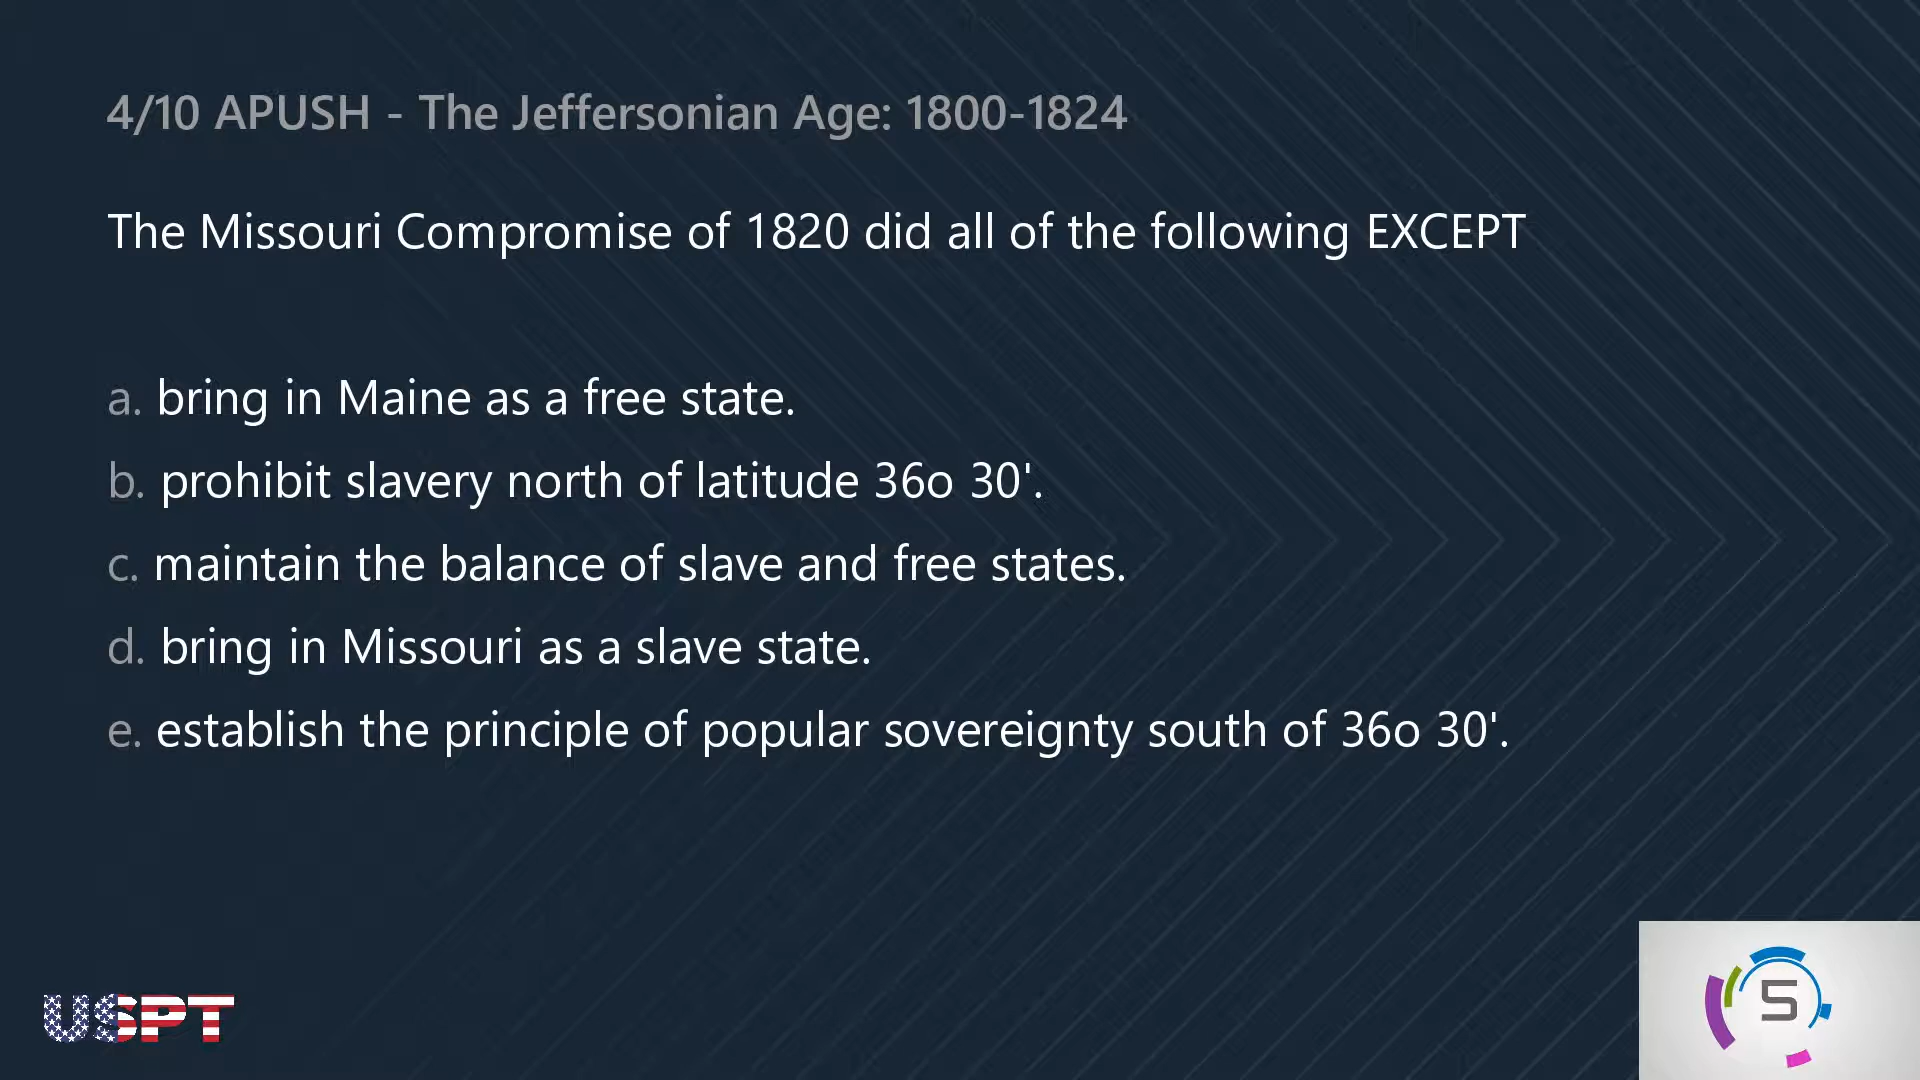 4/10 APUSH - The Jeffersonian Age: 1800-1824
The Missouri Compromise of 1820 did all of the following EXCEPT
a. bring in Maine as a free state.
b. prohibit slavery north of latitude 36o 30'.
c. maintain the balance of slave and free states.
d. bring in Missouri as a slave state.
e. establish the principle of popular sovereignty south of 36o 30'.
USPT
5